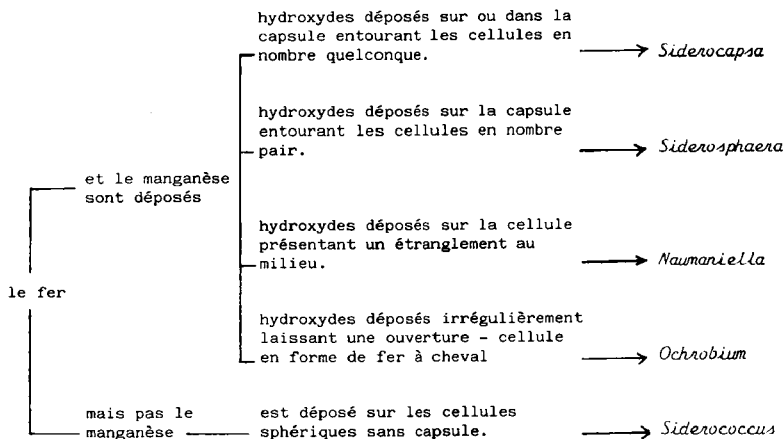 hydroxydes déposés sur ou dans la
capsule entourant les cellules en
nombre quelconque.
Siderocapsa
hydroxydes déposés sur la capsule
entourant les cellules en nombre
pair.
Siderosphaera
et le manganèse
sont déposés
hydroxydes déposés sur la cellule
présentant un étranglement au
milieu.
Naumaniella
le fer
hydroxydes déposés irrégulièrement
laissant une ouverture - cellule
en forme de fer à cheval
Ochrobium
mais pas le
manganèse
est déposé sur les cellules
sphériques sans capsule.
Siderococcus